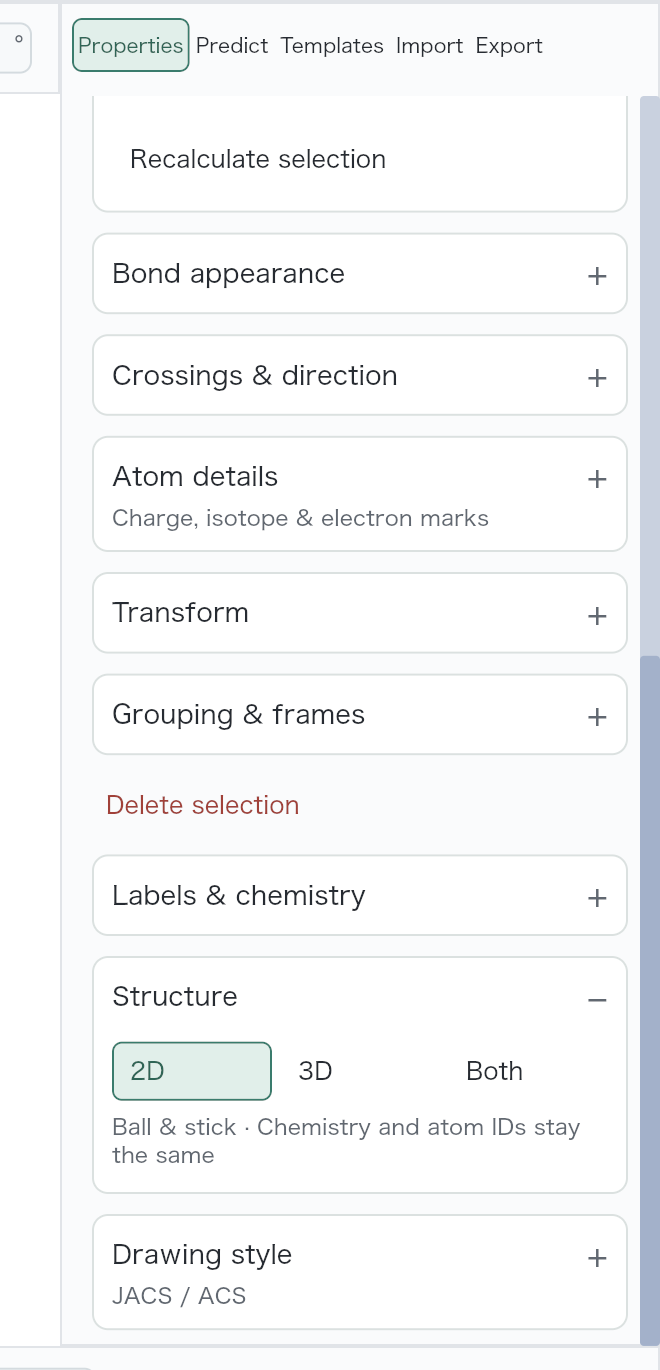 °
Properties Predict Templates Import Export
Recalculate selection
Bond appearance +
Crossings & direction +
Atom details +
Charge, isotope & electron marks
Transform +
Grouping & frames +
Delete selection
Labels & chemistry +
Structure −
2D 3D Both
Ball & stick · Chemistry and atom IDs stay
the same
Drawing style +
JACS / ACS